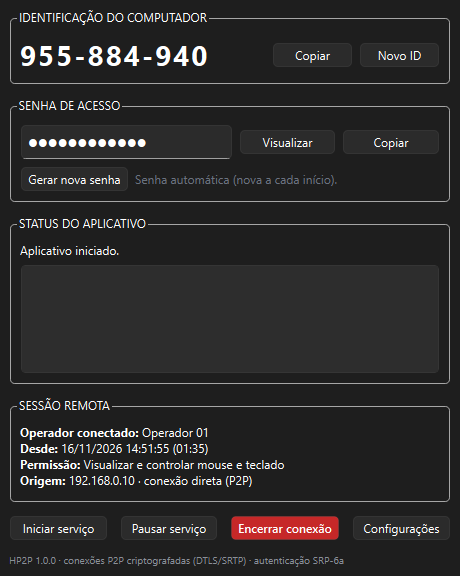 IDENTIFICAÇÃO DO COMPUTADOR
955-884-940
Copiar
Novo ID
SENHA DE ACESSO
●●●●●●●●●●●●
Visualizar
Copiar
Gerar nova senha
Senha automática (nova a cada início).
STATUS DO APLICATIVO
Aplicativo iniciado.
SESSÃO REMOTA
Operador conectado: Operador 01
Desde: 16/11/2026 14:51:55 (01:35)
Permissão: Visualizar e controlar mouse e teclado
Origem: 192.168.0.10 · conexão direta (P2P)
Iniciar serviço
Pausar serviço
Encerrar conexão
Configurações
HP2P 1.0.0 · conexões P2P criptografadas (DTLS/SRTP) · autenticação SRP-6a